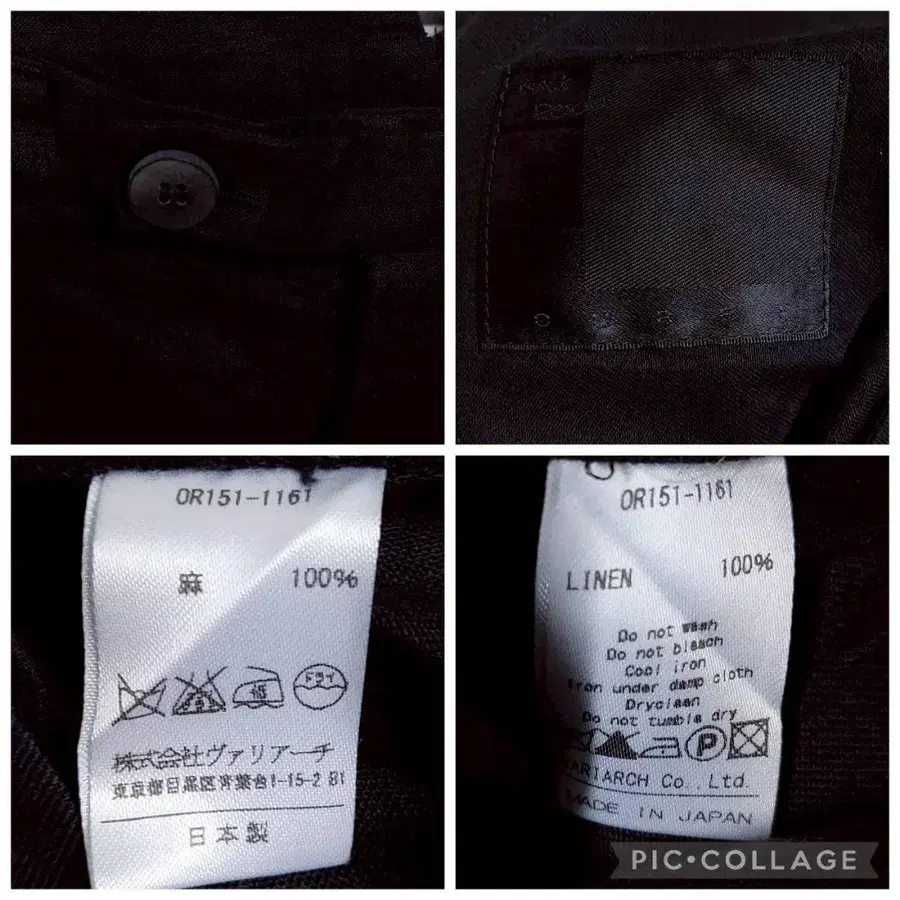 OR151-1161
麻 100%
ドライ
株式会社ヴァリアーチ
東京都目黒区青葉台1-15-2 B1
日本製
OR151-1161
LINEN 100%
Do not wash
Do not bleach
Cool iron
Iron under damp cloth
Dryclean
Do not tumble dry
P
VARIARCH Co.,Ltd.
MADE IN JAPAN
PIC•COLLAGE